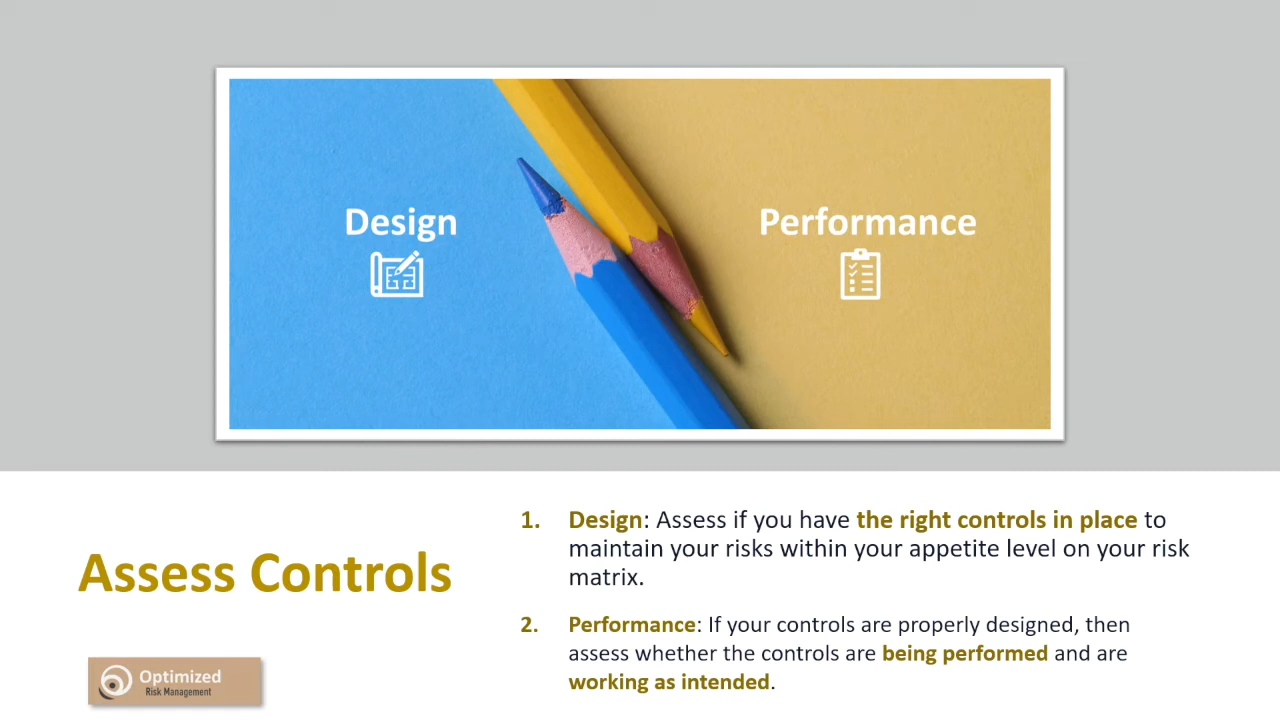 Design
Performance
Assess Controls
1. Design: Assess if you have the right controls in place to
maintain your risks within your appetite level on your risk
matrix.
2. Performance: If your controls are properly designed, then
assess whether the controls are being performed and are
working as intended.
Optimized
Risk Management